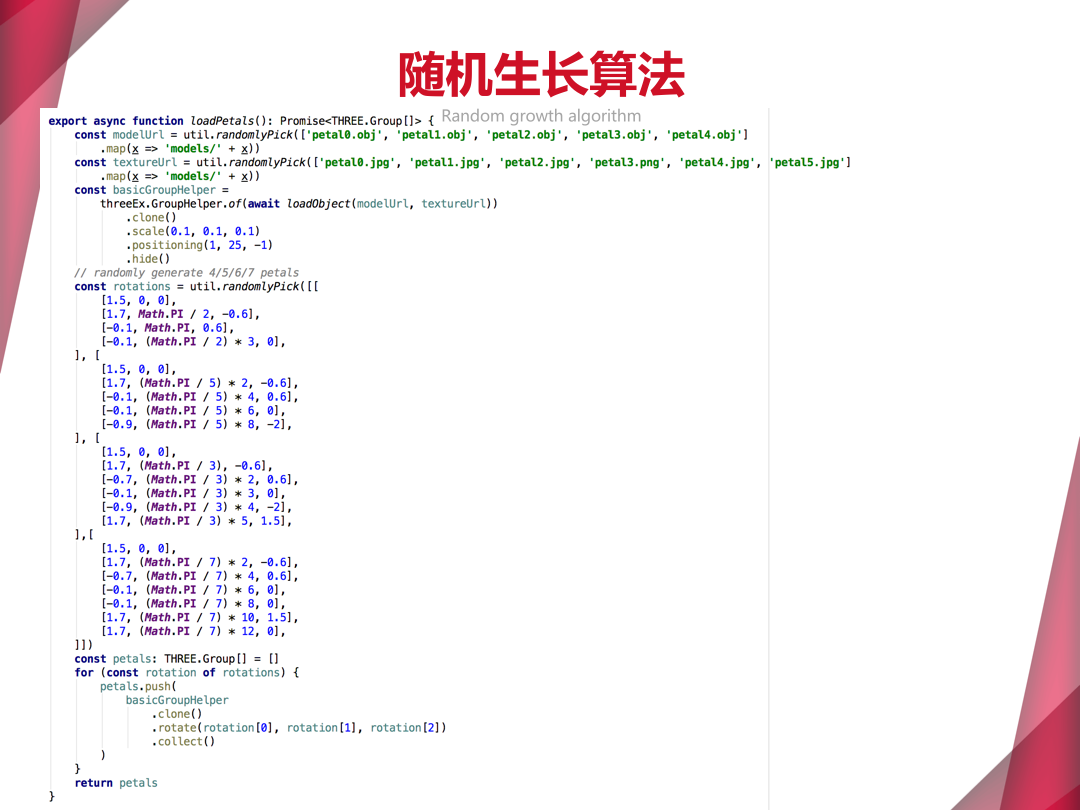 随机生长算法
Random growth algorithm
export async function loadPetals(): Promise<THREE.Group[]> {
    const modelUrl = util.randomlyPick(['petal0.obj', 'petal1.obj', 'petal2.obj', 'petal3.obj', 'petal4.obj']
        .map(x => 'models/' + x))
    const textureUrl = util.randomlyPick(['petal0.jpg', 'petal1.jpg', 'petal2.jpg', 'petal3.png', 'petal4.jpg', 'petal5.jpg']
        .map(x => 'models/' + x))
    const basicGroupHelper =
        threeEx.GroupHelper.of(await loadObject(modelUrl, textureUrl))
            .clone()
            .scale(0.1, 0.1, 0.1)
            .positioning(1, 25, -1)
            .hide()
    // randomly generate 4/5/6/7 petals
    const rotations = util.randomlyPick([[
        [1.5, 0, 0],
        [1.7, Math.PI / 2, -0.6],
        [-0.1, Math.PI, 0.6],
        [-0.1, (Math.PI / 2) * 3, 0],
    ], [
        [1.5, 0, 0],
        [1.7, (Math.PI / 5) * 2, -0.6],
        [-0.1, (Math.PI / 5) * 4, 0.6],
        [-0.1, (Math.PI / 5) * 6, 0],
        [-0.9, (Math.PI / 5) * 8, -2],
    ], [
        [1.5, 0, 0],
        [1.7, (Math.PI / 3), -0.6],
        [-0.7, (Math.PI / 3) * 2, 0.6],
        [-0.1, (Math.PI / 3) * 3, 0],
        [-0.9, (Math.PI / 3) * 4, -2],
        [1.7, (Math.PI / 3) * 5, 1.5],
    ],[
        [1.5, 0, 0],
        [1.7, (Math.PI / 7) * 2, -0.6],
        [-0.7, (Math.PI / 7) * 4, 0.6],
        [-0.1, (Math.PI / 7) * 6, 0],
        [-0.1, (Math.PI / 7) * 8, 0],
        [1.7, (Math.PI / 7) * 10, 1.5],
        [1.7, (Math.PI / 7) * 12, 0],
    ]])
    const petals: THREE.Group[] = []
    for (const rotation of rotations) {
        petals.push(
            basicGroupHelper
                .clone()
                .rotate(rotation[0], rotation[1], rotation[2])
                .collect()
        )
    }
    return petals
}